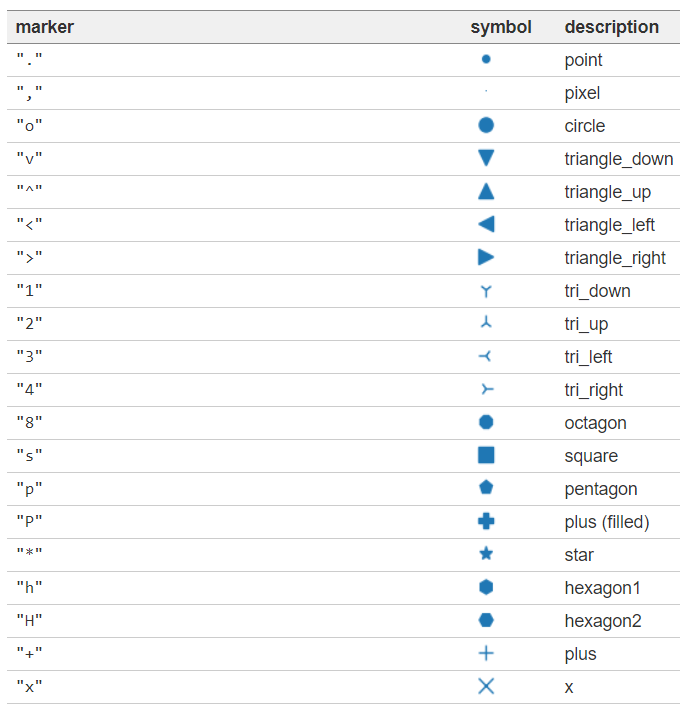 marker symbol description
"." point
"," pixel
"o" circle
"v" triangle_down
"^" triangle_up
"<" triangle_left
">" triangle_right
"1" tri_down
"2" tri_up
"3" tri_left
"4" tri_right
"8" octagon
"s" square
"p" pentagon
"P" plus (filled)
"*" star
"h" hexagon1
"H" hexagon2
"+" plus
"x" x